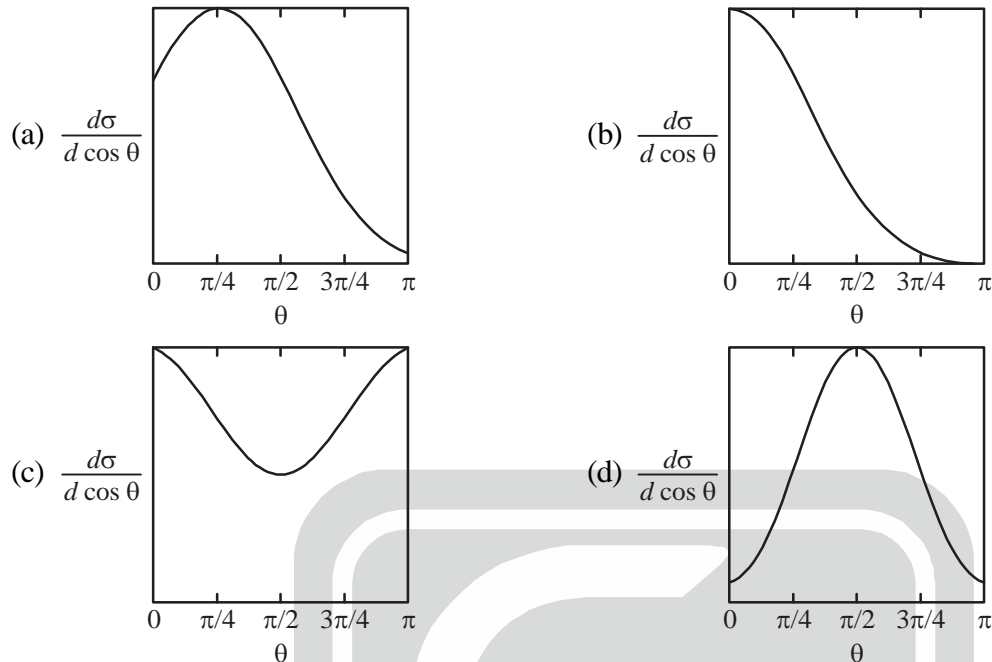 (a) dσ / d cos θ
0 π/4 π/2 3π/4 π
θ
(b) dσ / d cos θ
0 π/4 π/2 3π/4 π
θ
(c) dσ / d cos θ
0 π/4 π/2 3π/4 π
θ
(d) dσ / d cos θ
0 π/4 π/2 3π/4 π
θ